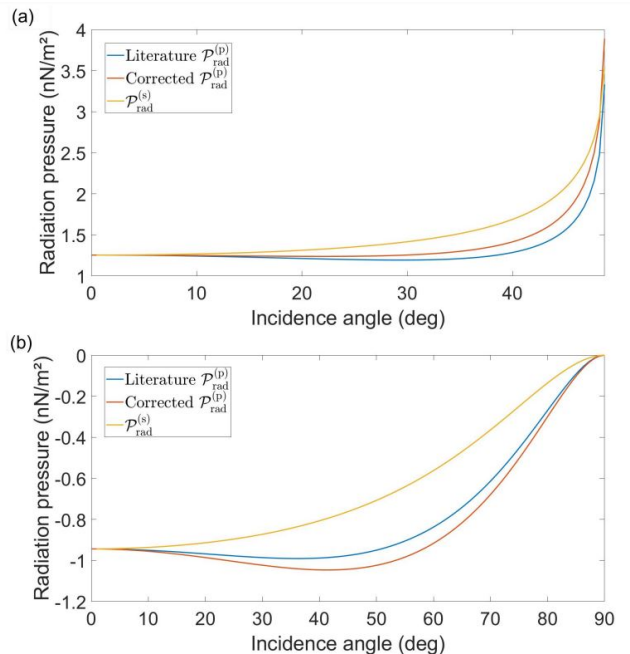 (a)
Radiation pressure (nN/m²)
4
3.5
3
2.5
2
1.5
1
Literature 𝒫rad(p)
Corrected 𝒫rad(p)
𝒫rad(s)
0 10 20 30 40
Incidence angle (deg)
(b)
Radiation pressure (nN/m²)
0
-0.2
-0.4
-0.6
-0.8
-1
-1.2
Literature 𝒫rad(p)
Corrected 𝒫rad(p)
𝒫rad(s)
0 10 20 30 40 50 60 70 80 90
Incidence angle (deg)